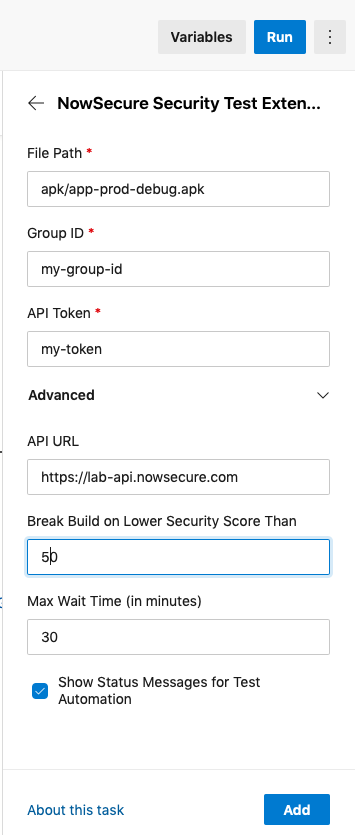 Variables Run
NowSecure Security Test Exten...
File Path *
apk/app-prod-debug.apk
Group ID *
my-group-id
API Token *
my-token
Advanced
API URL
https://lab-api.nowsecure.com
Break Build on Lower Security Score Than
50
Max Wait Time (in minutes)
30
Show Status Messages for Test
Automation
About this task Add